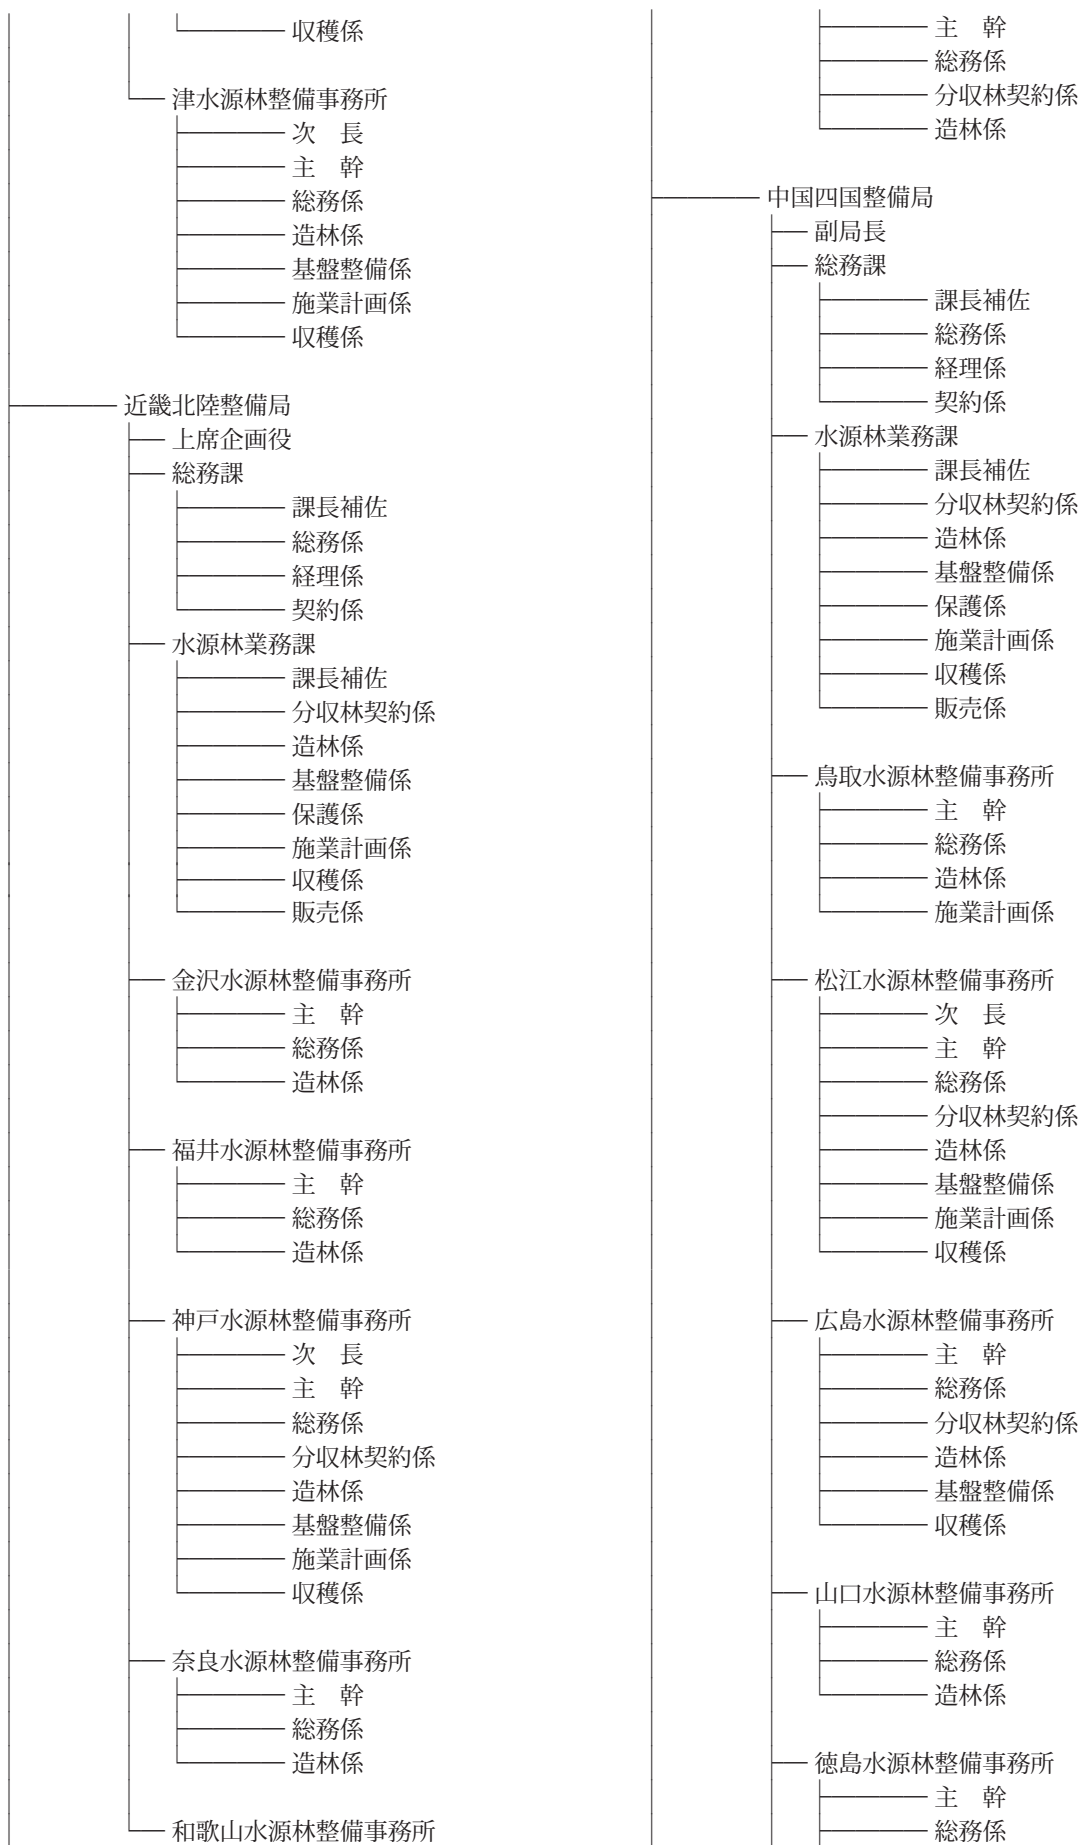 収穫係
津水源林整備事務所
次　長
主　幹
総務係
造林係
基盤整備係
施業計画係
収穫係
近畿北陸整備局
上席企画役
総務課
課長補佐
総務係
経理係
契約係
水源林業務課
課長補佐
分収林契約係
造林係
基盤整備係
保護係
施業計画係
収穫係
販売係
金沢水源林整備事務所
主　幹
総務係
造林係
福井水源林整備事務所
主　幹
総務係
造林係
神戸水源林整備事務所
次　長
主　幹
総務係
分収林契約係
造林係
基盤整備係
施業計画係
収穫係
奈良水源林整備事務所
主　幹
総務係
造林係
和歌山水源林整備事務所
主　幹
総務係
分収林契約係
造林係
中国四国整備局
副局長
総務課
課長補佐
総務係
経理係
契約係
水源林業務課
課長補佐
分収林契約係
造林係
基盤整備係
保護係
施業計画係
収穫係
販売係
鳥取水源林整備事務所
主　幹
総務係
造林係
施業計画係
松江水源林整備事務所
次　長
主　幹
総務係
分収林契約係
造林係
基盤整備係
施業計画係
収穫係
広島水源林整備事務所
主　幹
総務係
分収林契約係
造林係
基盤整備係
収穫係
山口水源林整備事務所
主　幹
総務係
造林係
徳島水源林整備事務所
主　幹
総務係